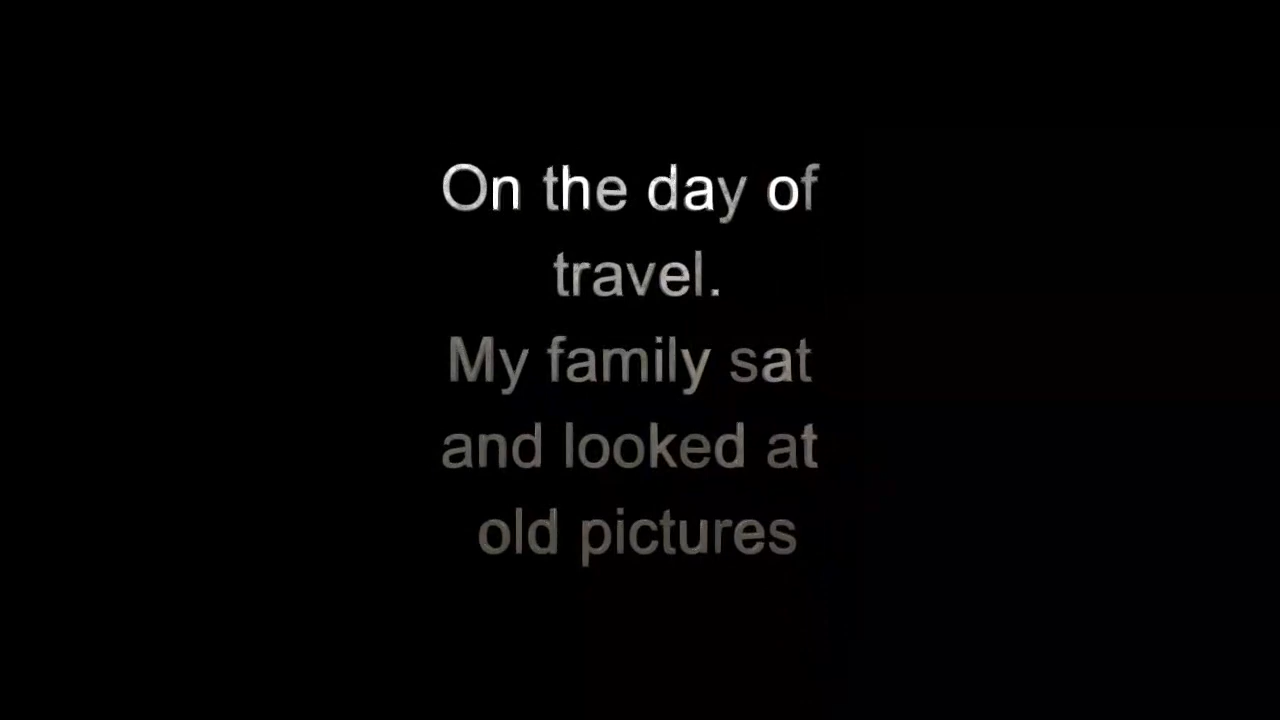 On the day of
travel.
My family sat
and looked at
old pictures